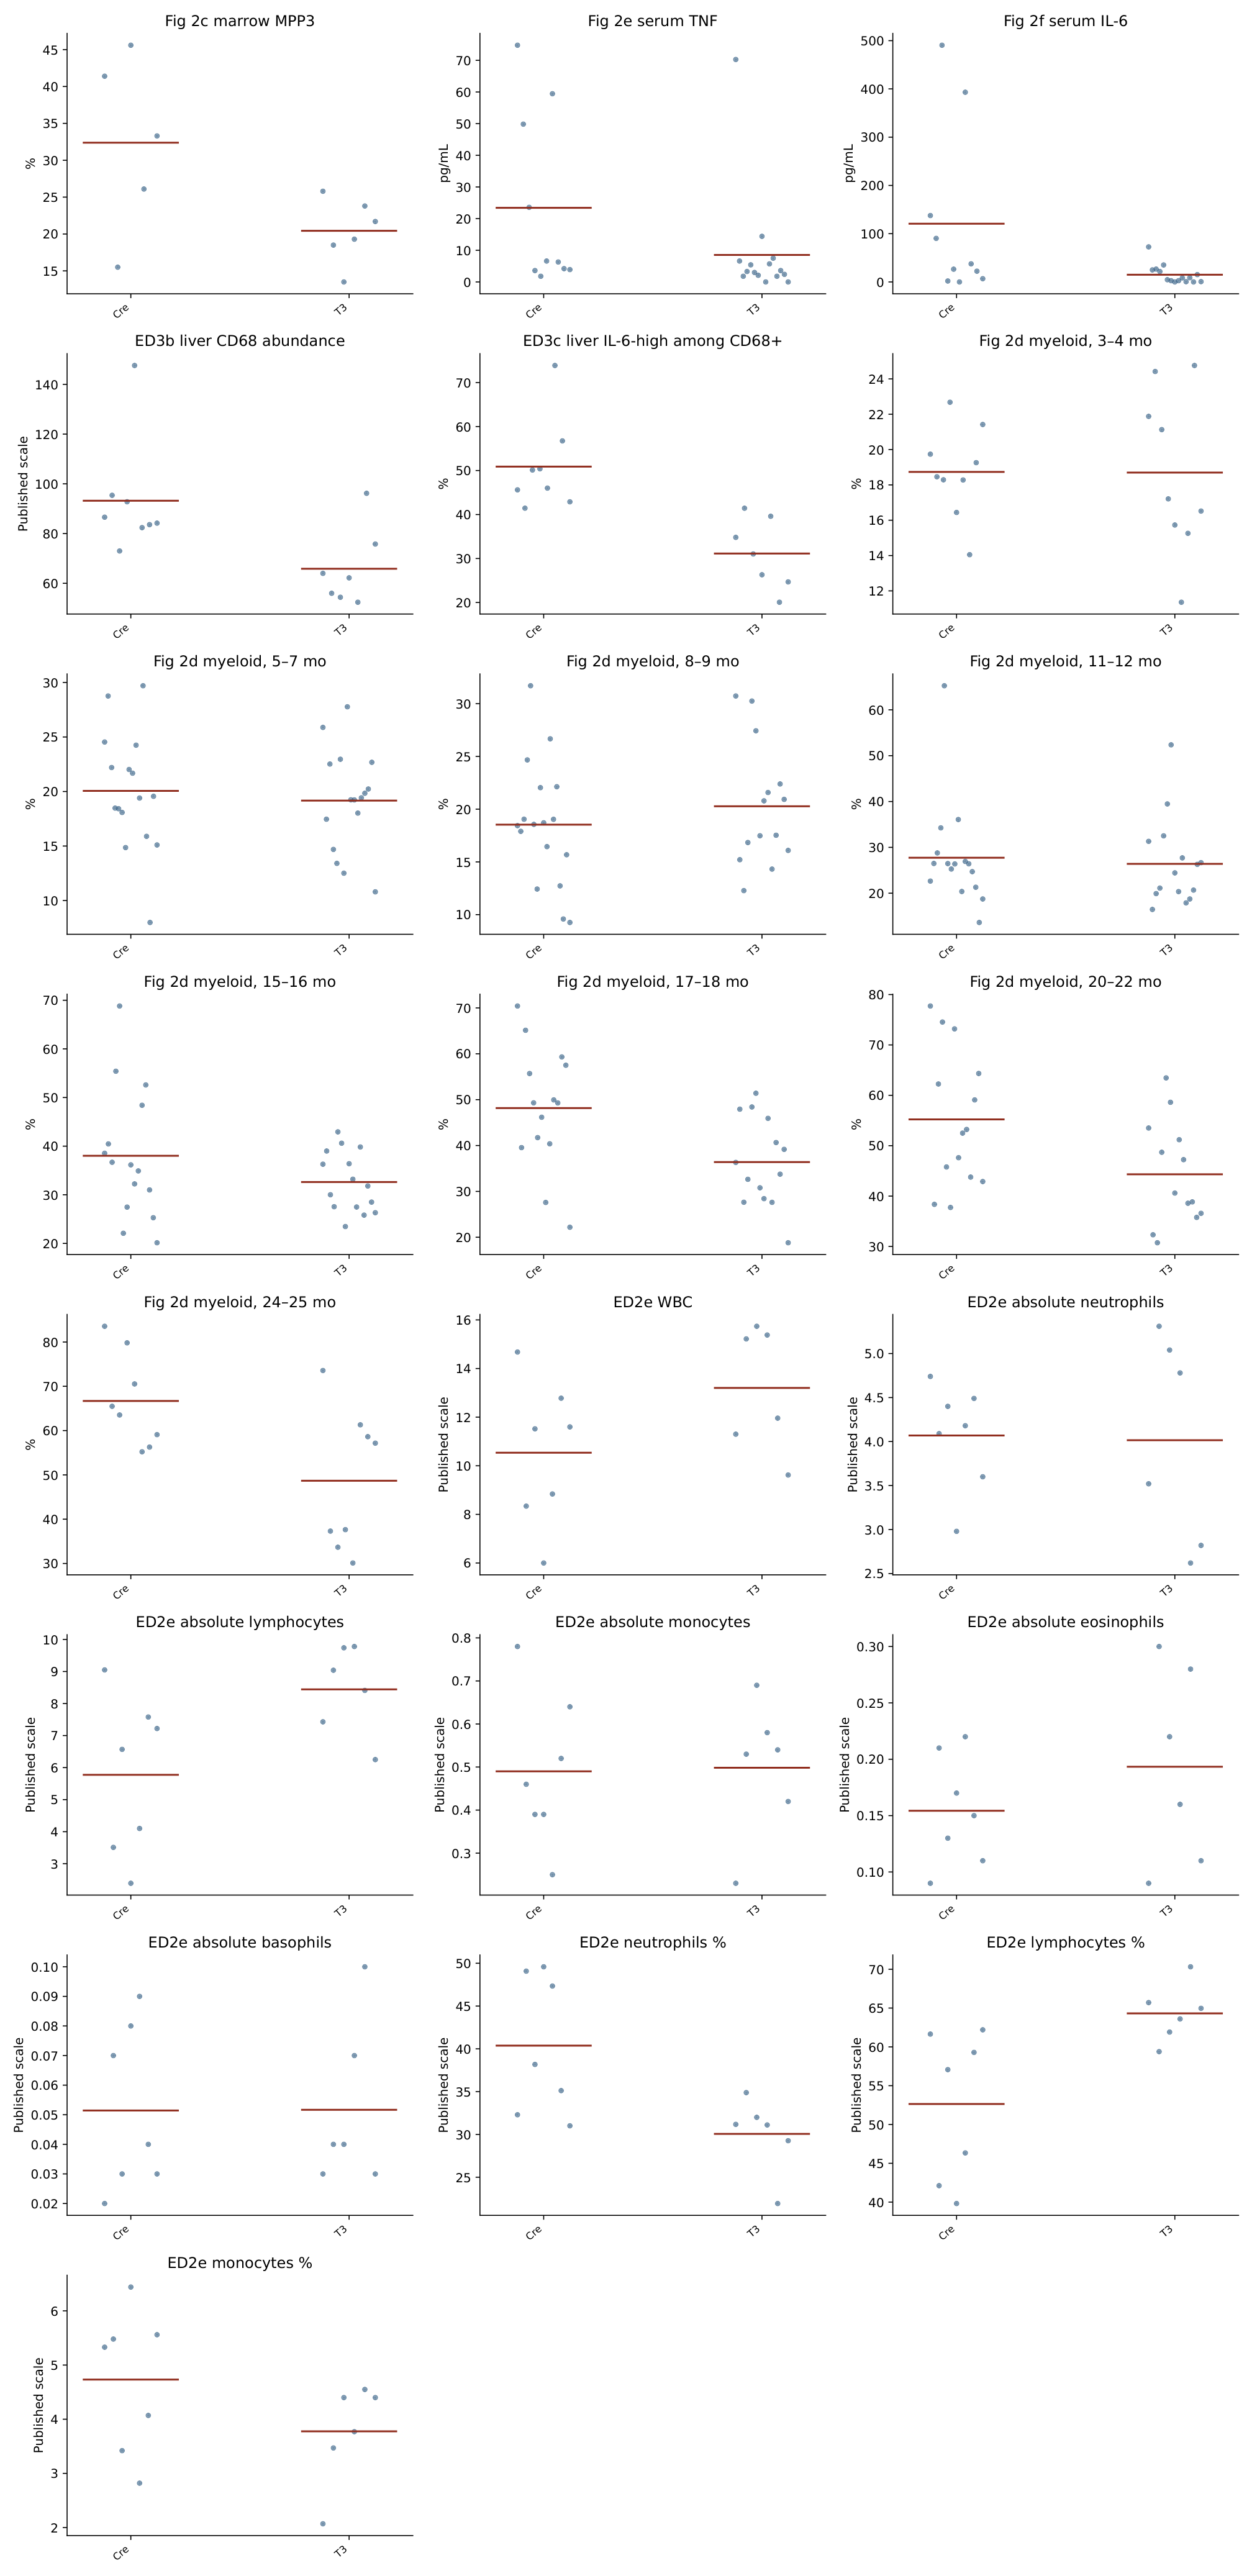 Fig 2c marrow MPP3
45
40
35
30
25
20
15
%
Cre
T3
Fig 2e serum TNF
70
60
50
40
30
20
10
0
pg/mL
Cre
T3
Fig 2f serum IL-6
500
400
300
200
100
0
pg/mL
Cre
T3
ED3b liver CD68 abundance
140
120
100
80
60
Published scale
Cre
T3
ED3c liver IL-6-high among CD68+
70
60
50
40
30
20
%
Cre
T3
Fig 2d myeloid, 3–4 mo
24
22
20
18
16
14
12
%
Cre
T3
Fig 2d myeloid, 5–7 mo
30
25
20
15
10
%
Cre
T3
Fig 2d myeloid, 8–9 mo
30
25
20
15
10
%
Cre
T3
Fig 2d myeloid, 11–12 mo
60
50
40
30
20
%
Cre
T3
Fig 2d myeloid, 15–16 mo
70
60
50
40
30
20
%
Cre
T3
Fig 2d myeloid, 17–18 mo
70
60
50
40
30
20
%
Cre
T3
Fig 2d myeloid, 20–22 mo
80
70
60
50
40
30
%
Cre
T3
Fig 2d myeloid, 24–25 mo
80
70
60
50
40
30
%
Cre
T3
ED2e WBC
16
14
12
10
8
6
Published scale
Cre
T3
ED2e absolute neutrophils
5.0
4.5
4.0
3.5
3.0
2.5
Published scale
Cre
T3
ED2e absolute lymphocytes
10
9
8
7
6
5
4
3
Published scale
Cre
T3
ED2e absolute monocytes
0.8
0.7
0.6
0.5
0.4
0.3
Published scale
Cre
T3
ED2e absolute eosinophils
0.30
0.25
0.20
0.15
0.10
Published scale
Cre
T3
ED2e absolute basophils
0.10
0.09
0.08
0.07
0.06
0.05
0.04
0.03
0.02
Published scale
Cre
T3
ED2e neutrophils %
50
45
40
35
30
25
Published scale
Cre
T3
ED2e lymphocytes %
70
65
60
55
50
45
40
Published scale
Cre
T3
ED2e monocytes %
6
5
4
3
2
Published scale
Cre
T3